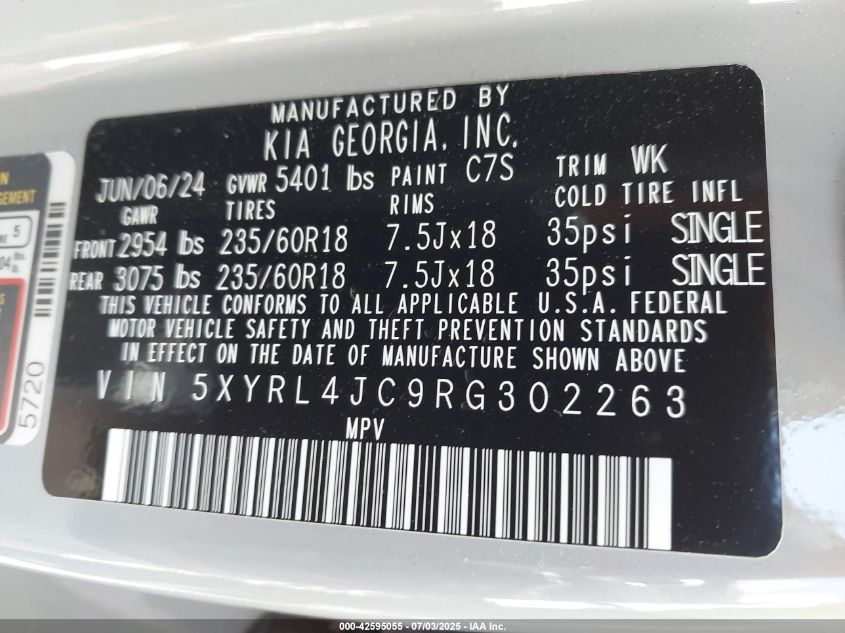 MANUFACTURED BY
KIA GEORGIA, INC.
JUN/06/24 GVWR 5401 lbs PAINT C7S TRIM WK
GAWR TIRES RIMS COLD TIRE INFL
FRONT 2954 lbs 235/60R18 7.5Jx18 35psi SINGLE
REAR 3075 lbs 235/60R18 7.5Jx18 35psi SINGLE
THIS VEHICLE CONFORMS TO ALL APPLICABLE U.S.A. FEDERAL
MOTOR VEHICLE SAFETY AND THEFT PREVENTION STANDARDS
IN EFFECT ON THE DATE OF MANUFACTURE SHOWN ABOVE
VIN 5XYRL4JC9RG302263
MPV
5
5720
000-42595055 - 07/03/2025 - IAA Inc.